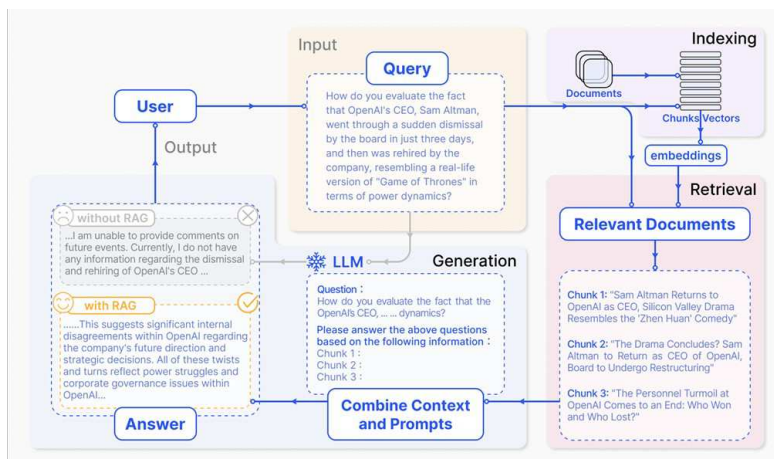 Input
Indexing
Query
Documents
Chunks Vectors
User
How do you evaluate the fact
that OpenAI's CEO, Sam Altman,
went through a sudden dismissal
by the board in just three days,
and then was rehired by the
company, resembling a real-life
version of "Game of Thrones" in
terms of power dynamics?
Output
embeddings
Retrieval
without RAG
...I am unable to provide comments on
future events. Currently, I do not have
any information regarding the dismissal
and rehiring of OpenAI's CEO ...
Relevant Documents
LLM
Generation
Question :
How do you evaluate the fact that the
OpenAI's CEO, ... ... dynamics?
Please answer the above questions
based on the following information :
Chunk 1 :
Chunk 2 :
Chunk 3 :
with RAG
......This suggests significant internal
disagreements within OpenAI regarding
the company's future direction and
strategic decisions. All of these twists
and turns reflect power struggles and
corporate governance issues within
OpenAI...
Chunk 1: "Sam Altman Returns to
OpenAI as CEO, Silicon Valley Drama
Resembles the 'Zhen Huan' Comedy"
Chunk 2: "The Drama Concludes? Sam
Altman to Return as CEO of OpenAI,
Board to Undergo Restructuring"
Chunk 3: "The Personnel Turmoil at
OpenAI Comes to an End: Who Won
and Who Lost?"
Combine Context
and Prompts
Answer